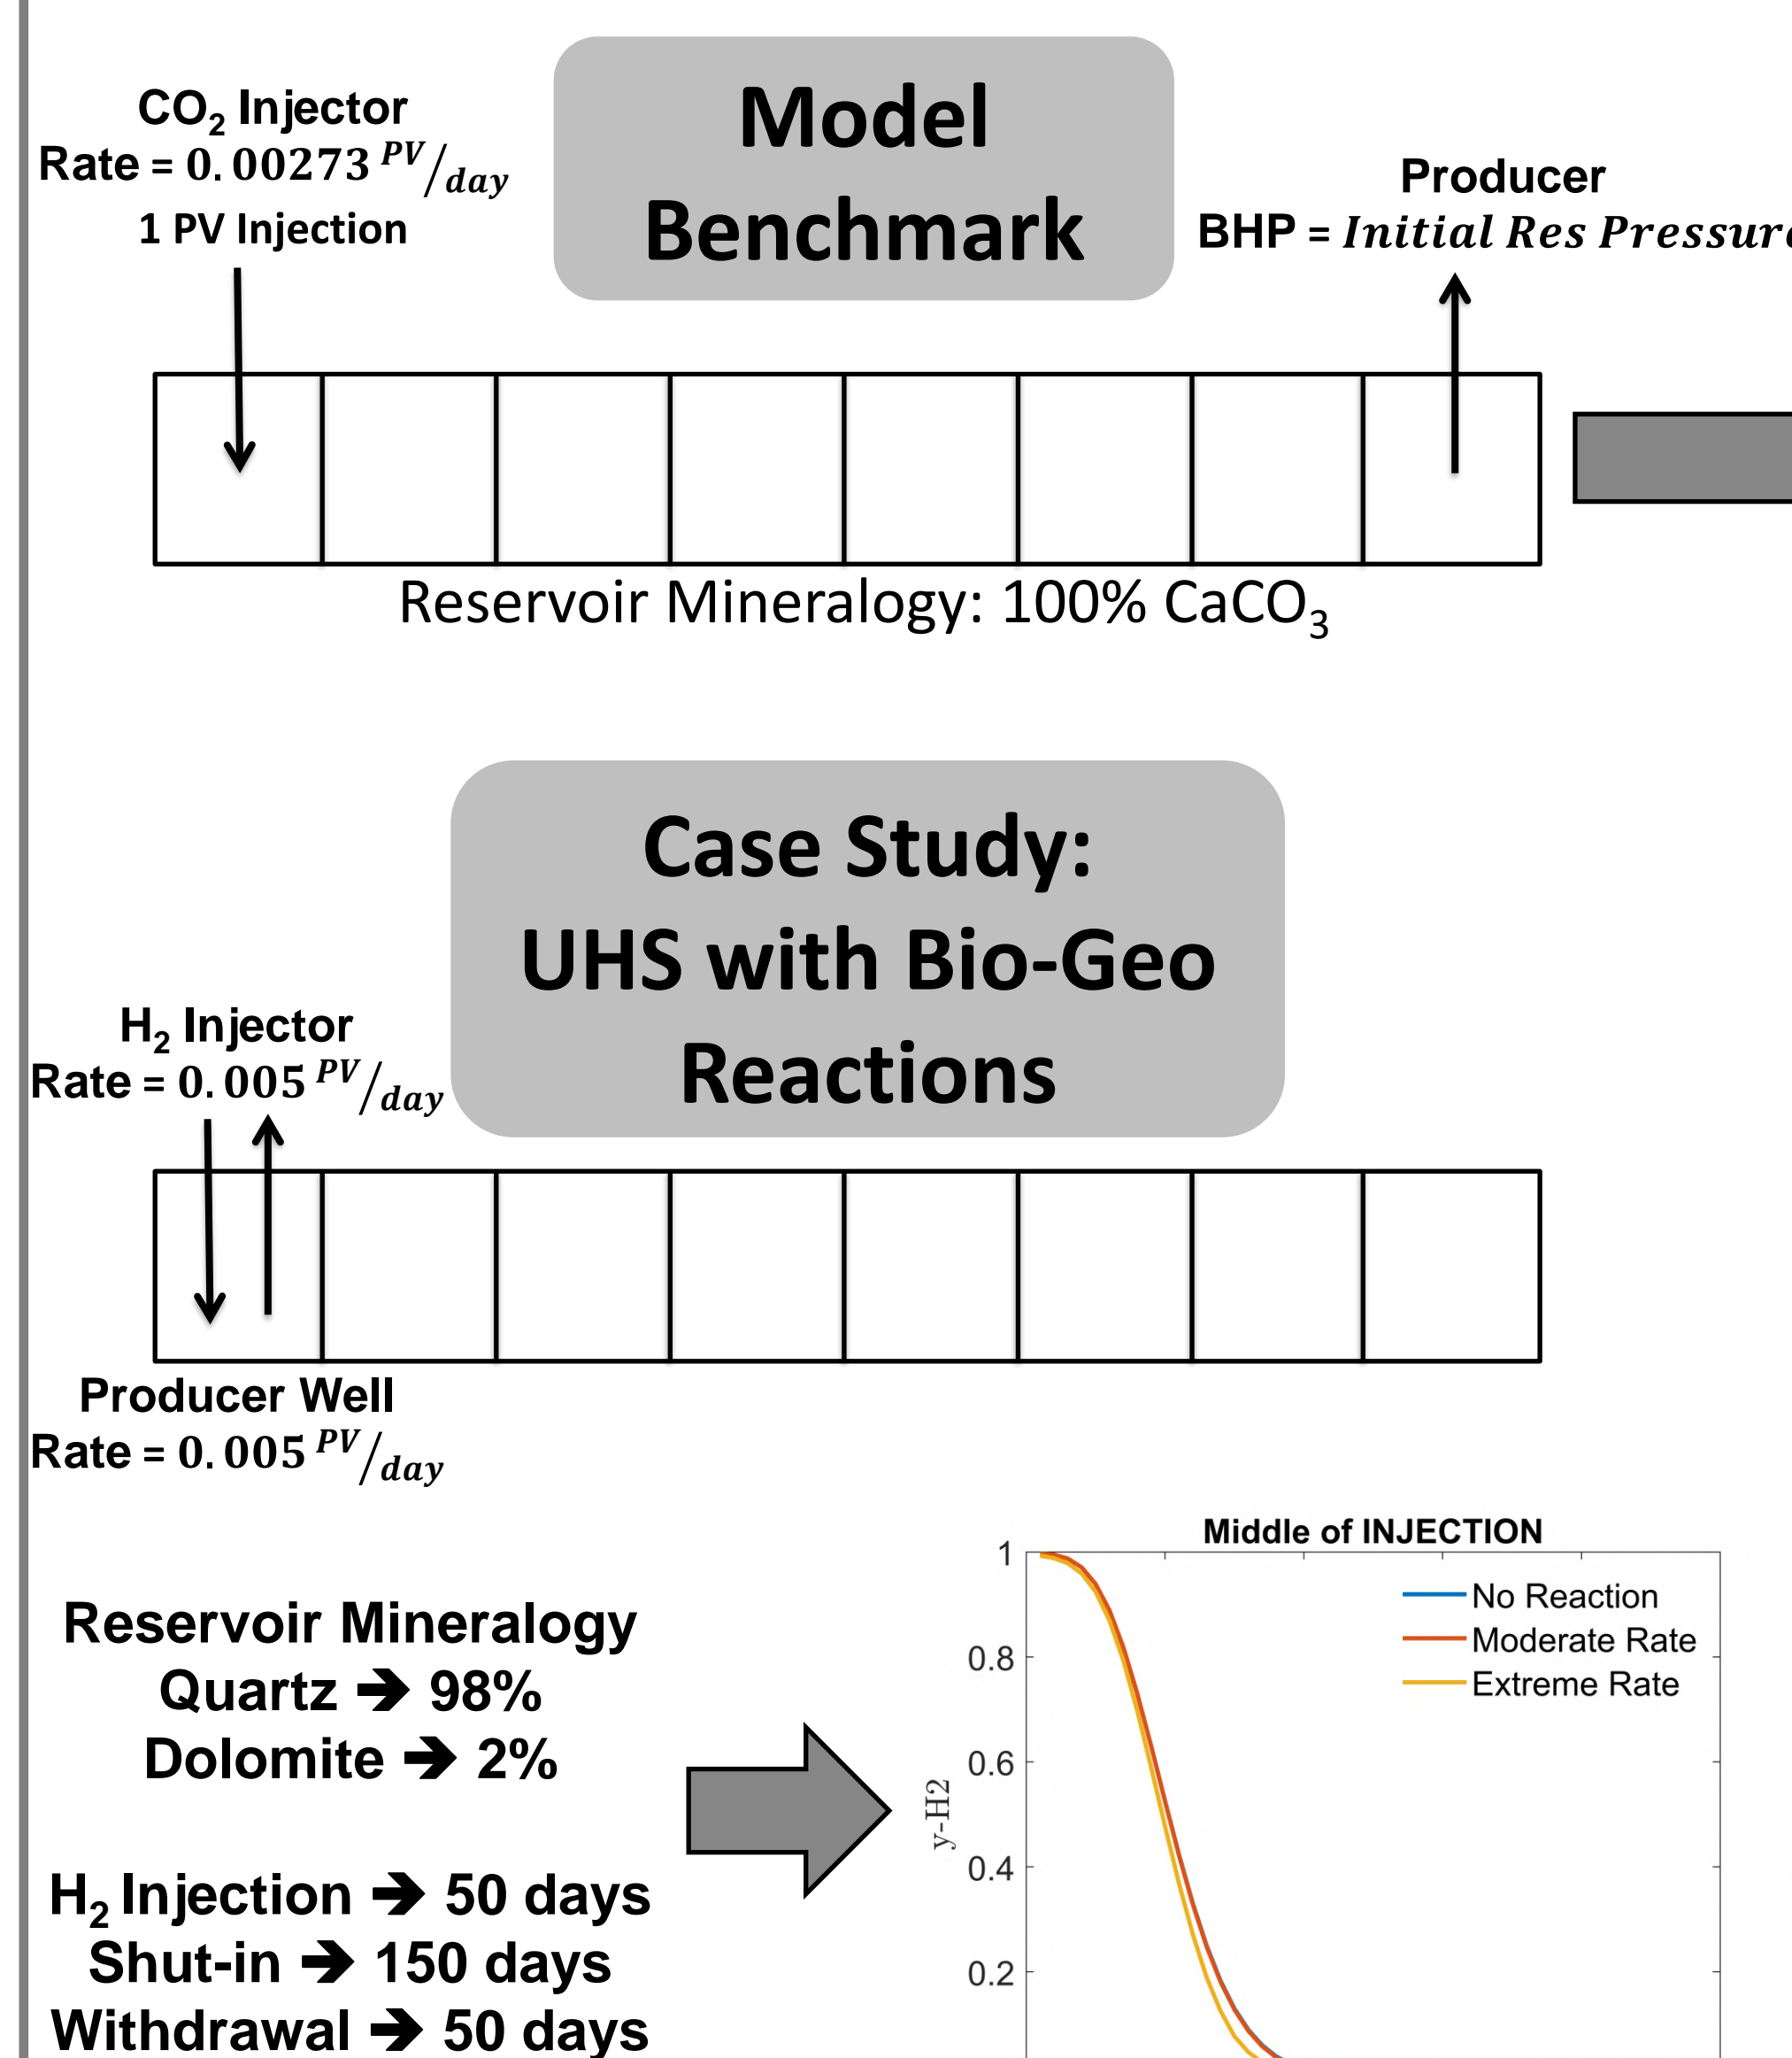 Model
Benchmark
CO₂ Injector
Rate = 0.00273 PV/day
1 PV Injection
Producer
BHP = Initial Res Pressure
Reservoir Mineralogy: 100% CaCO₃
Case Study:
UHS with Bio-Geo
Reactions
H₂ Injector
Rate = 0.005 PV/day
Producer Well
Rate = 0.005 PV/day
Reservoir Mineralogy
Quartz ➔ 98%
Dolomite ➔ 2%
H₂ Injection ➔ 50 days
Shut-in ➔ 150 days
Withdrawal ➔ 50 days
Middle of INJECTION
1
0.8
0.6
0.4
0.2
y-H2
No Reaction
Moderate Rate
Extreme Rate